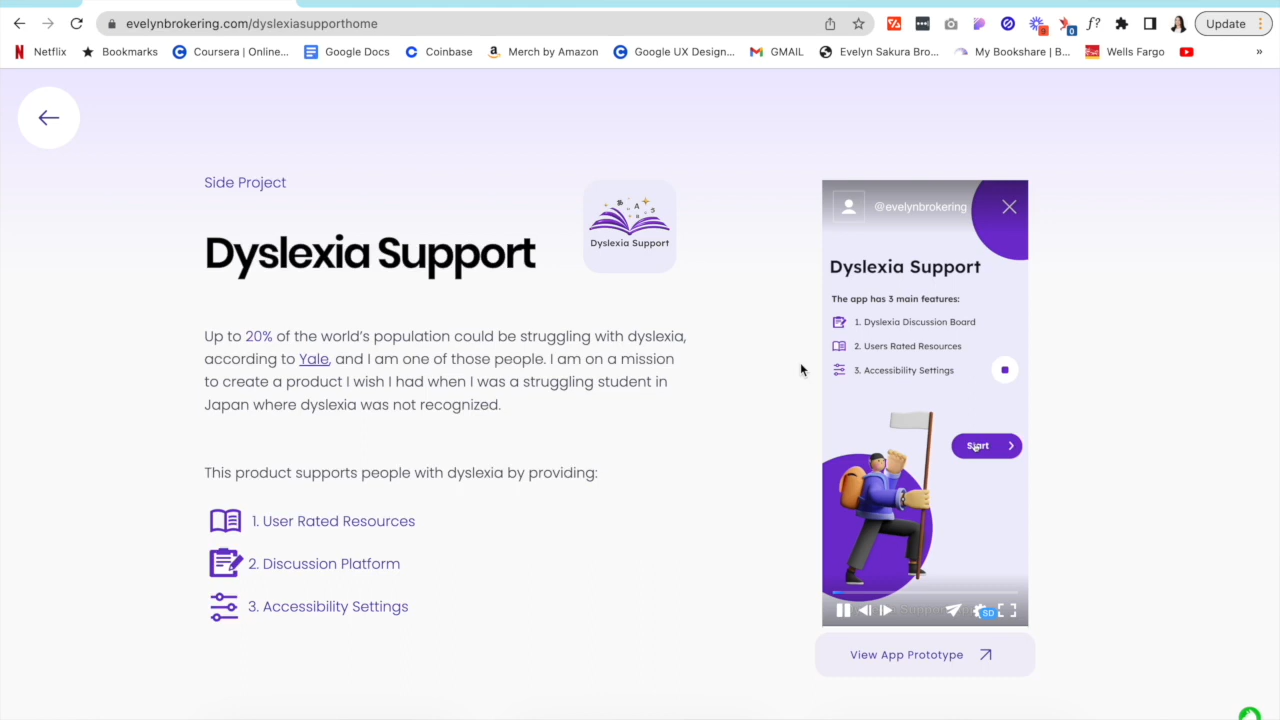 evelynbrokering.com/dyslexiasupporthome
Update
Netflix
Bookmarks
Coursera | Online...
Google Docs
Coinbase
Merch by Amazon
Google UX Design...
GMAIL
Evelyn Sakura Bro...
My Bookshare | B...
Wells Fargo
»
Side Project
Dyslexia Support
Dyslexia Support
Up to 20% of the world's population could be struggling with dyslexia,
according to Yale, and I am one of those people. I am on a mission
to create a product I wish I had when I was a struggling student in
Japan where dyslexia was not recognized.
This product supports people with dyslexia by providing:
1. User Rated Resources
2. Discussion Platform
3. Accessibility Settings
@evelynbrokering
Dyslexia Support
The app has 3 main features:
1. Dyslexia Discussion Board
2. Users Rated Resources
3. Accessibility Settings
Start
SD
View App Prototype